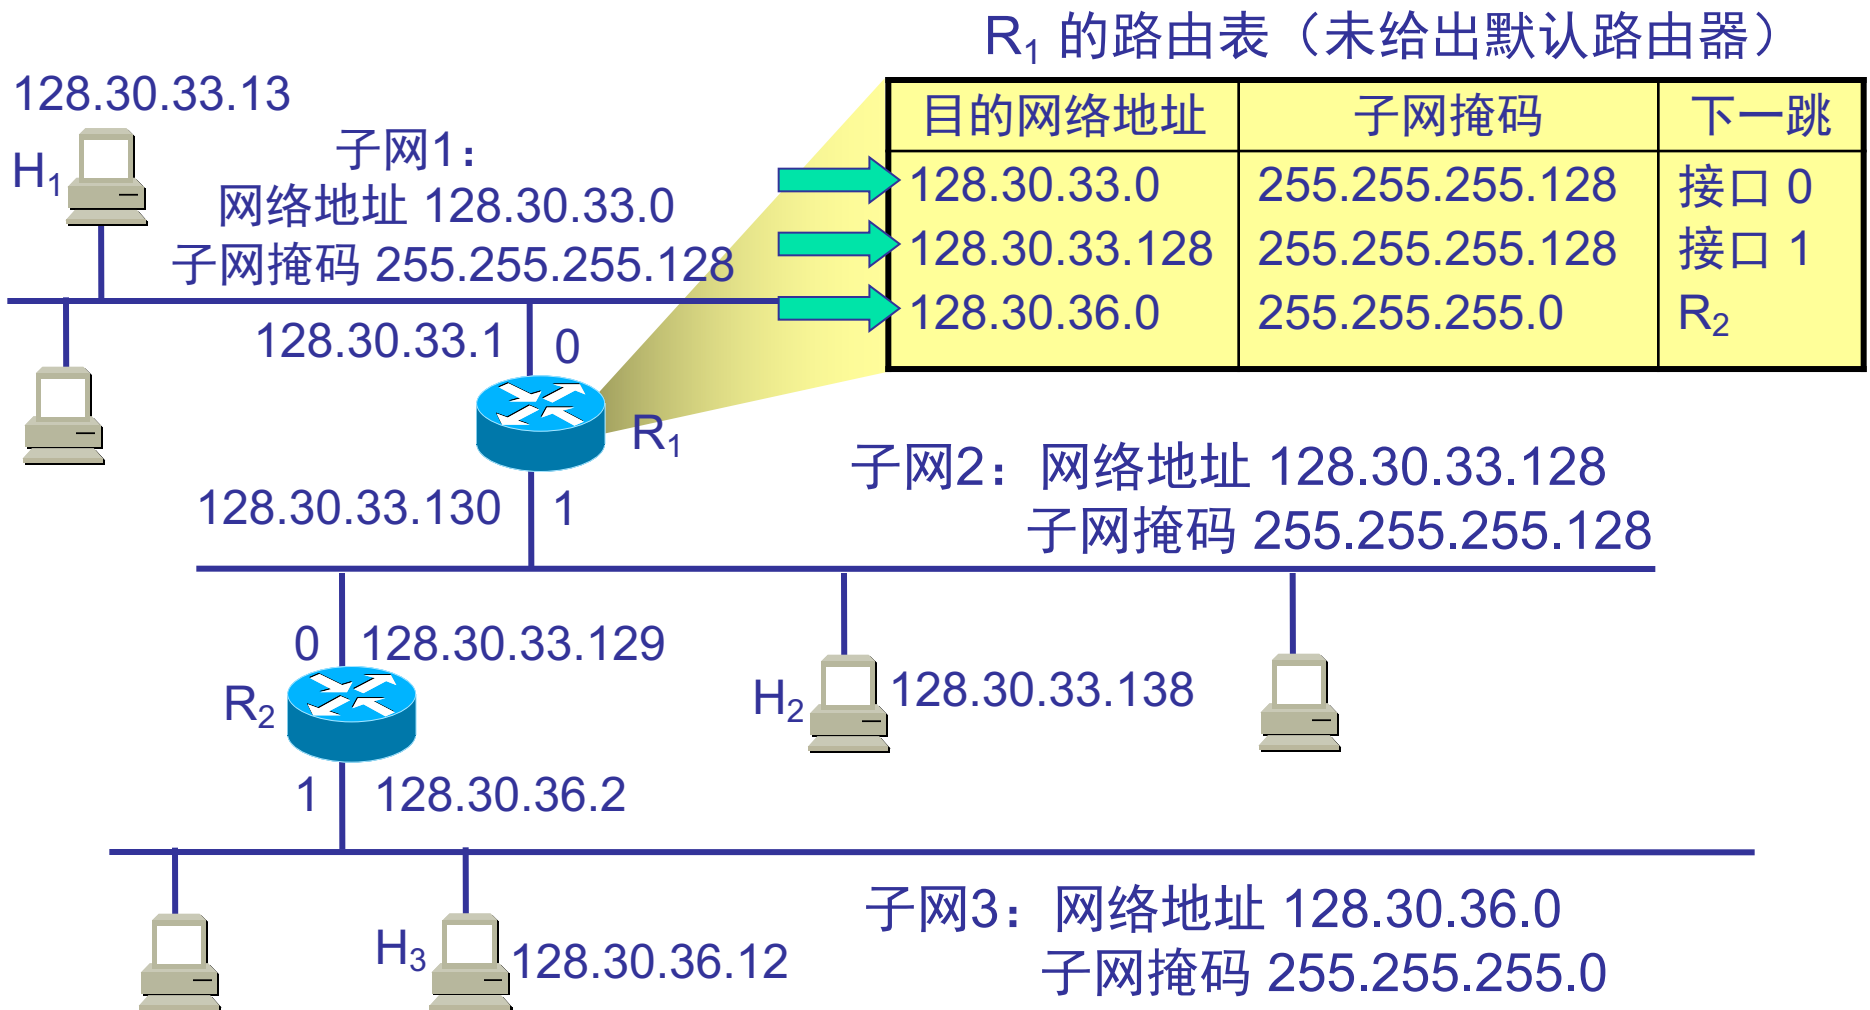 R₁ 的路由表（未给出默认路由器）
目的网络地址 子网掩码 下一跳
128.30.33.0 255.255.255.128 接口 0
128.30.33.128 255.255.255.128 接口 1
128.30.36.0 255.255.255.0 R₂
128.30.33.13
H₁
子网1：
网络地址 128.30.33.0
子网掩码 255.255.255.128
128.30.33.1 0
R₁
128.30.33.130 1
子网2：网络地址 128.30.33.128
子网掩码 255.255.255.128
0 128.30.33.129
R₂
H₂ 128.30.33.138
1 128.30.36.2
子网3：网络地址 128.30.36.0
子网掩码 255.255.255.0
H₃ 128.30.36.12